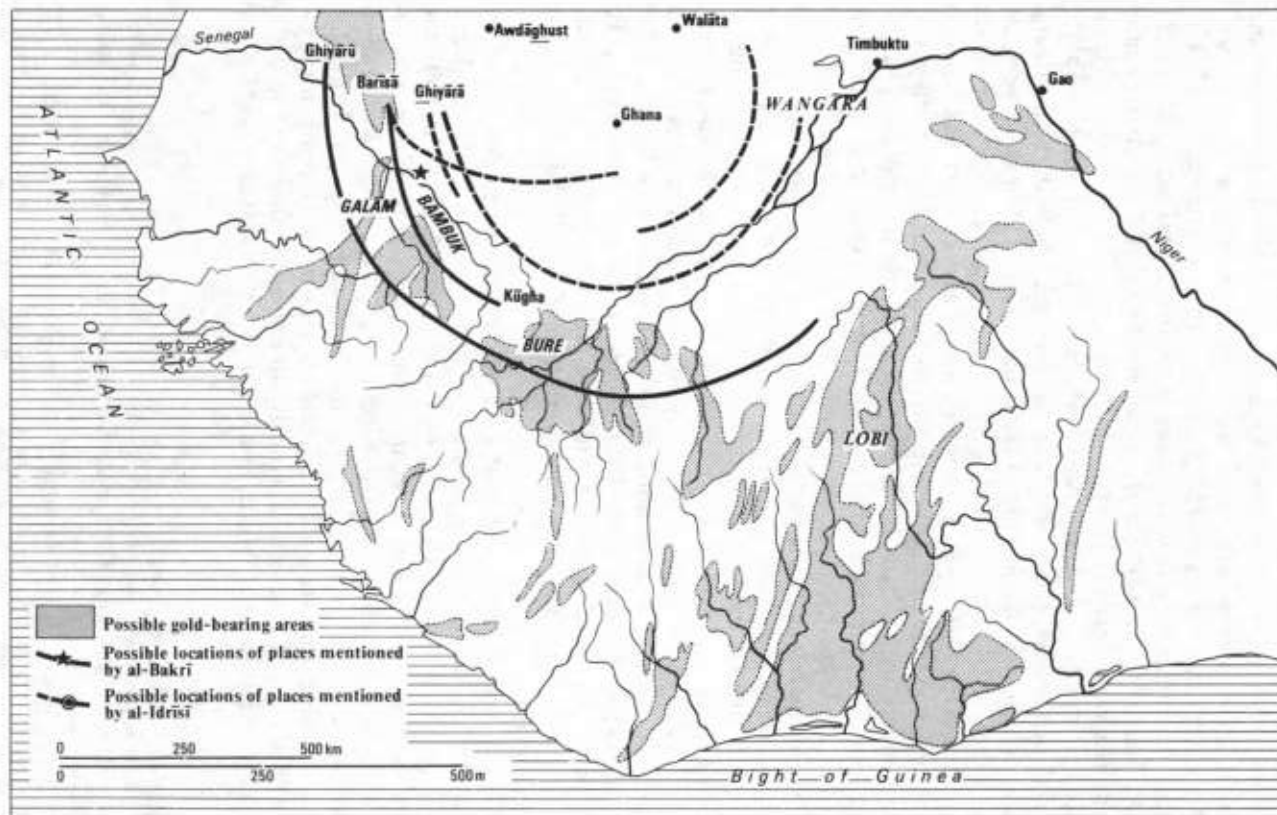 Senegal
Awdāghust
Walāta
Timbuktu
Ghiyārū
Barīsā
Ghiyārā
WANGĀRA
Gao
Ghana
ATLANTIC OCEAN
GALAM
BAMBUK
Niger
Kūgha
BURE
LOBI
Possible gold-bearing areas
Possible locations of places mentioned
by al-Bakrī
Possible locations of places mentioned
by al-Idrīsī
0 250 500 km
0 250 500 m
Bight of Guinea